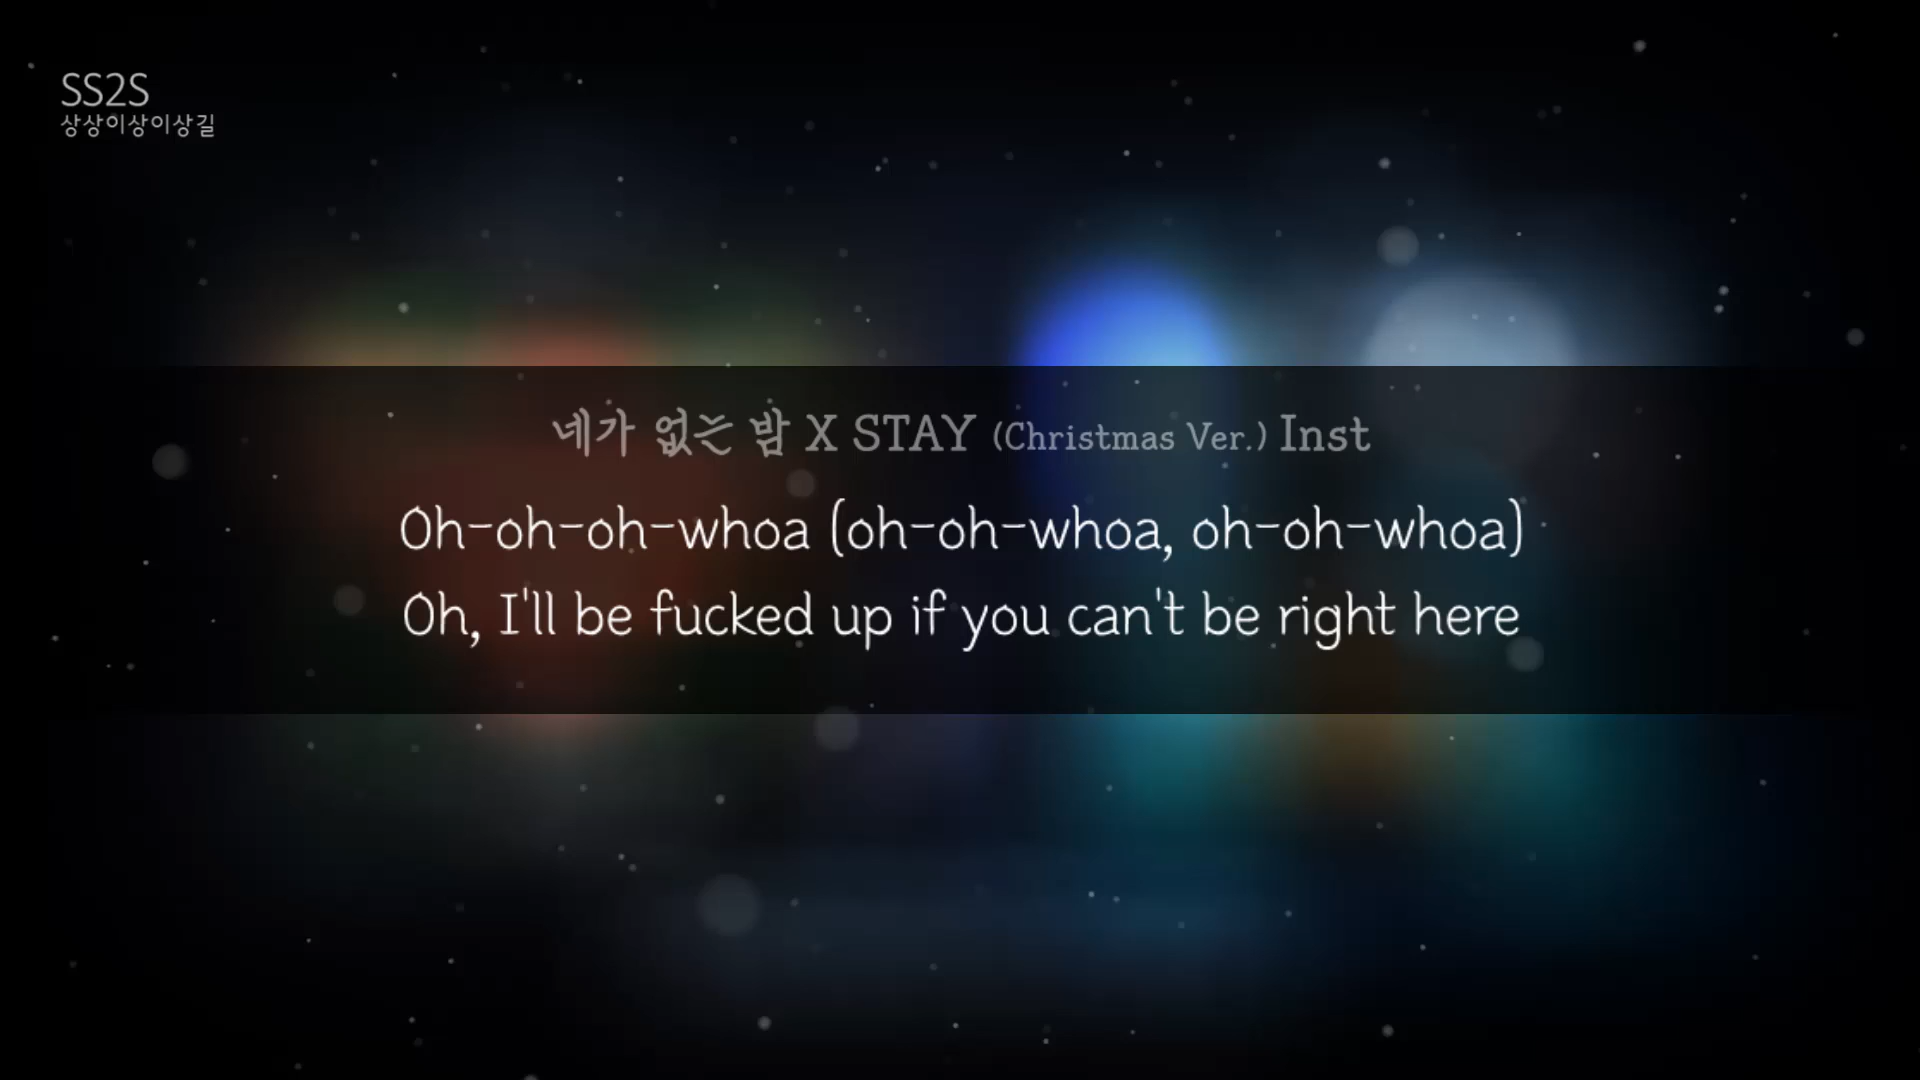 SS2S
상상이상이상길
네가 없는 밤 X STAY (Christmas Ver.) Inst
Oh-oh-oh-whoa (oh-oh-whoa, oh-oh-whoa)
Oh, I'll be fucked up if you can't be right here